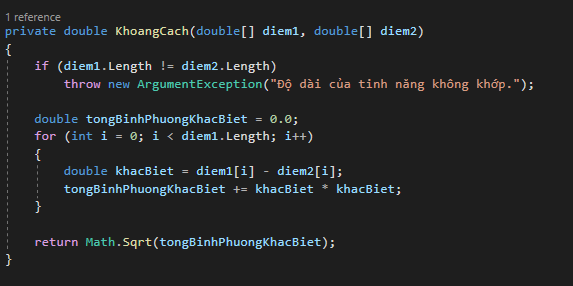 1 reference
private double KhoangCach(double[] diem1, double[] diem2)
{
if (diem1.Length != diem2.Length)
throw new ArgumentException("Độ dài của tính năng không khớp.");
double tongBinhPhuongKhacBiet = 0.0;
for (int i = 0; i < diem1.Length; i++)
{
double khacBiet = diem1[i] - diem2[i];
tongBinhPhuongKhacBiet += khacBiet * khacBiet;
}
return Math.Sqrt(tongBinhPhuongKhacBiet);
}